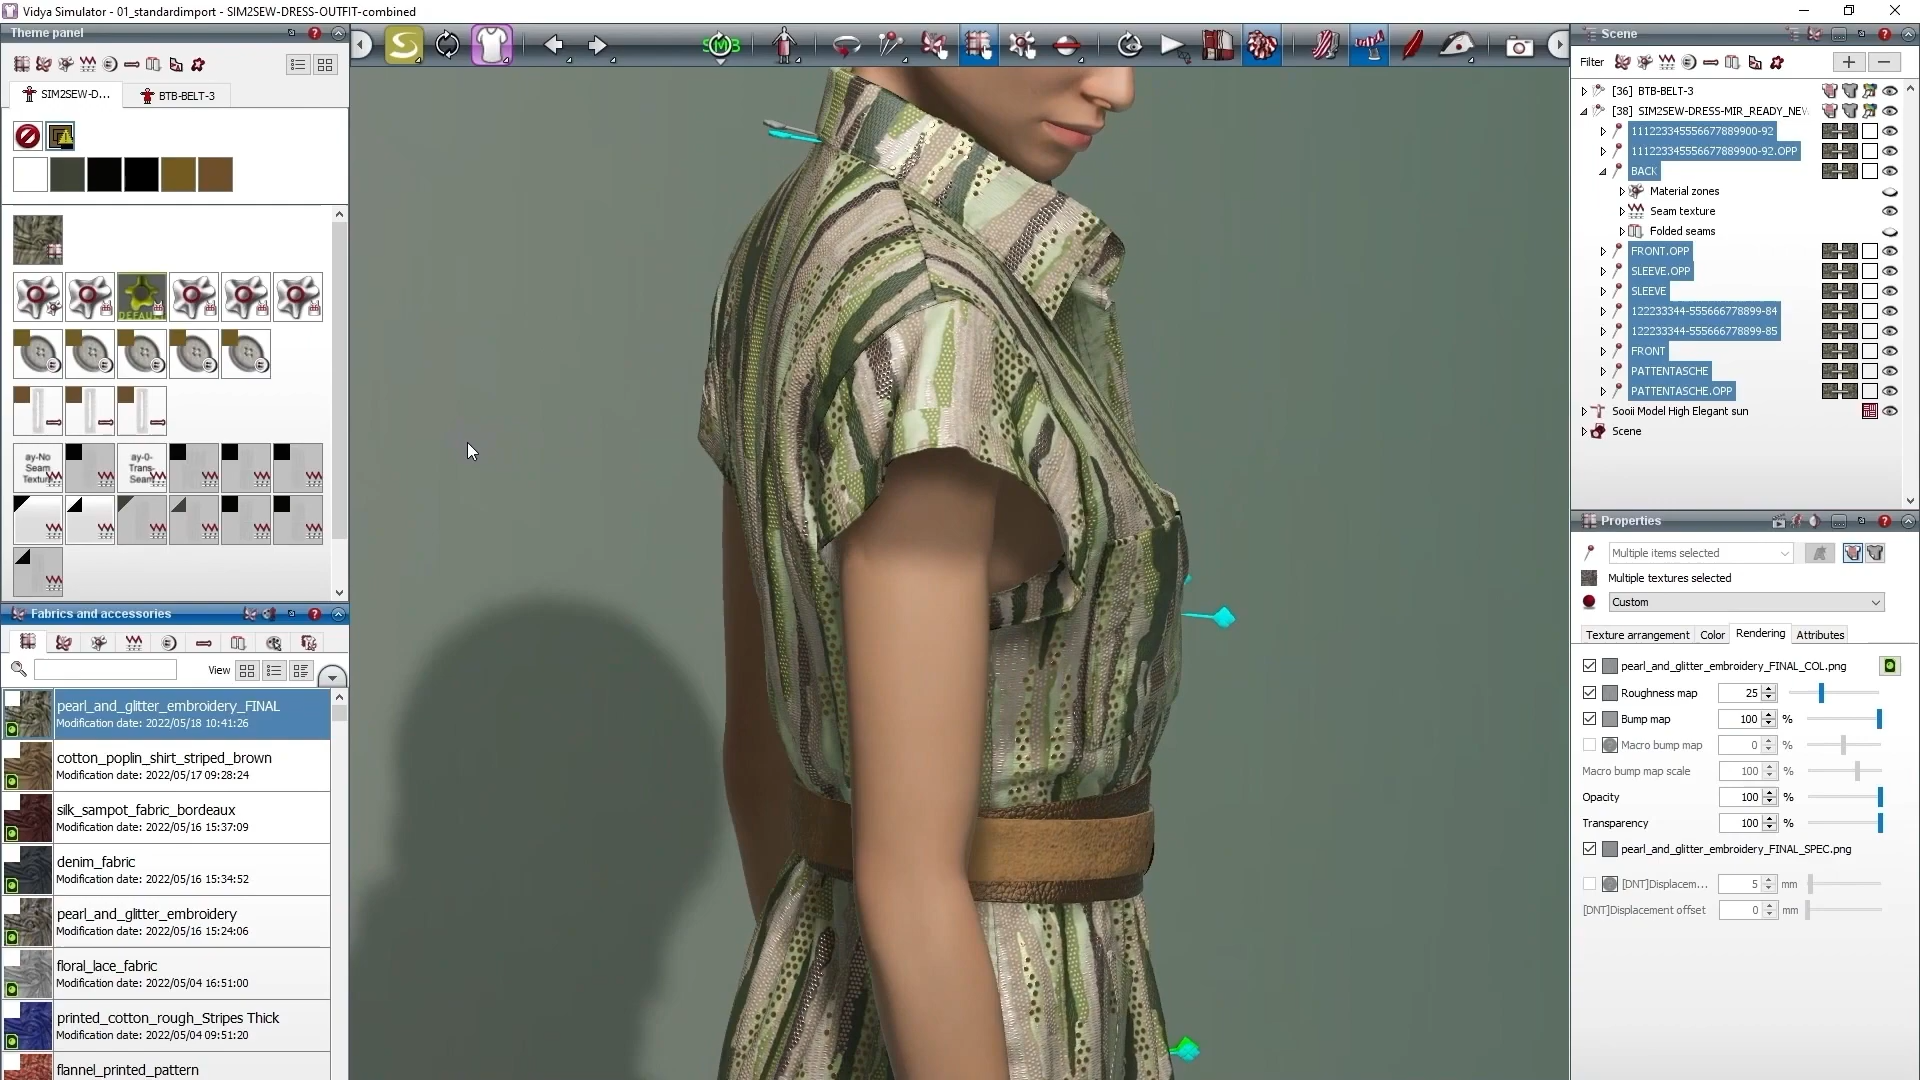 Vidya Simulator - 01_standardimport - SIM2SEW-DRESS-OUTFIT-combined
Theme panel
SIM2SEW-D...
BTB-BELT-3
DEFAULT
ay-No
Seam
Texture
ay-0-
Trans-
Seam
Fabrics and accessories
View
pearl_and_glitter_embroidery_FINAL
Modification date: 2022/05/18 10:41:26
cotton_poplin_shirt_striped_brown
Modification date: 2022/05/17 09:28:24
silk_sampot_fabric_bordeaux
Modification date: 2022/05/16 15:37:09
denim_fabric
Modification date: 2022/05/16 15:34:52
pearl_and_glitter_embroidery
Modification date: 2022/05/16 15:24:06
floral_lace_fabric
Modification date: 2022/05/04 16:51:00
printed_cotton_rough_Stripes Thick
Modification date: 2022/05/04 09:51:20
flannel_printed_pattern
Scene
Filter
[36] BTB-BELT-3
[38] SIM2SEW-DRESS-MIR_READY_NEW
111223345556677889900-92
111223345556677889900-92.OPP
BACK
Material zones
Seam texture
Folded seams
FRONT.OPP
SLEEVE.OPP
SLEEVE
122233344-555666778899-84
122233344-555666778899-85
FRONT
PATTENTASCHE
PATTENTASCHE.OPP
Sooii Model High Elegant sun
Scene
Properties
Multiple items selected
Multiple textures selected
Custom
Texture arrangement Color Rendering Attributes
pearl_and_glitter_embroidery_FINAL_COL.png
Roughness map 25
Bump map 100 %
Macro bump map 0 %
Macro bump map scale 100 %
Opacity 100 %
Transparency 100 %
pearl_and_glitter_embroidery_FINAL_SPEC.png
[DNT]Displacem... 5 mm
[DNT]Displacement offset 0 mm